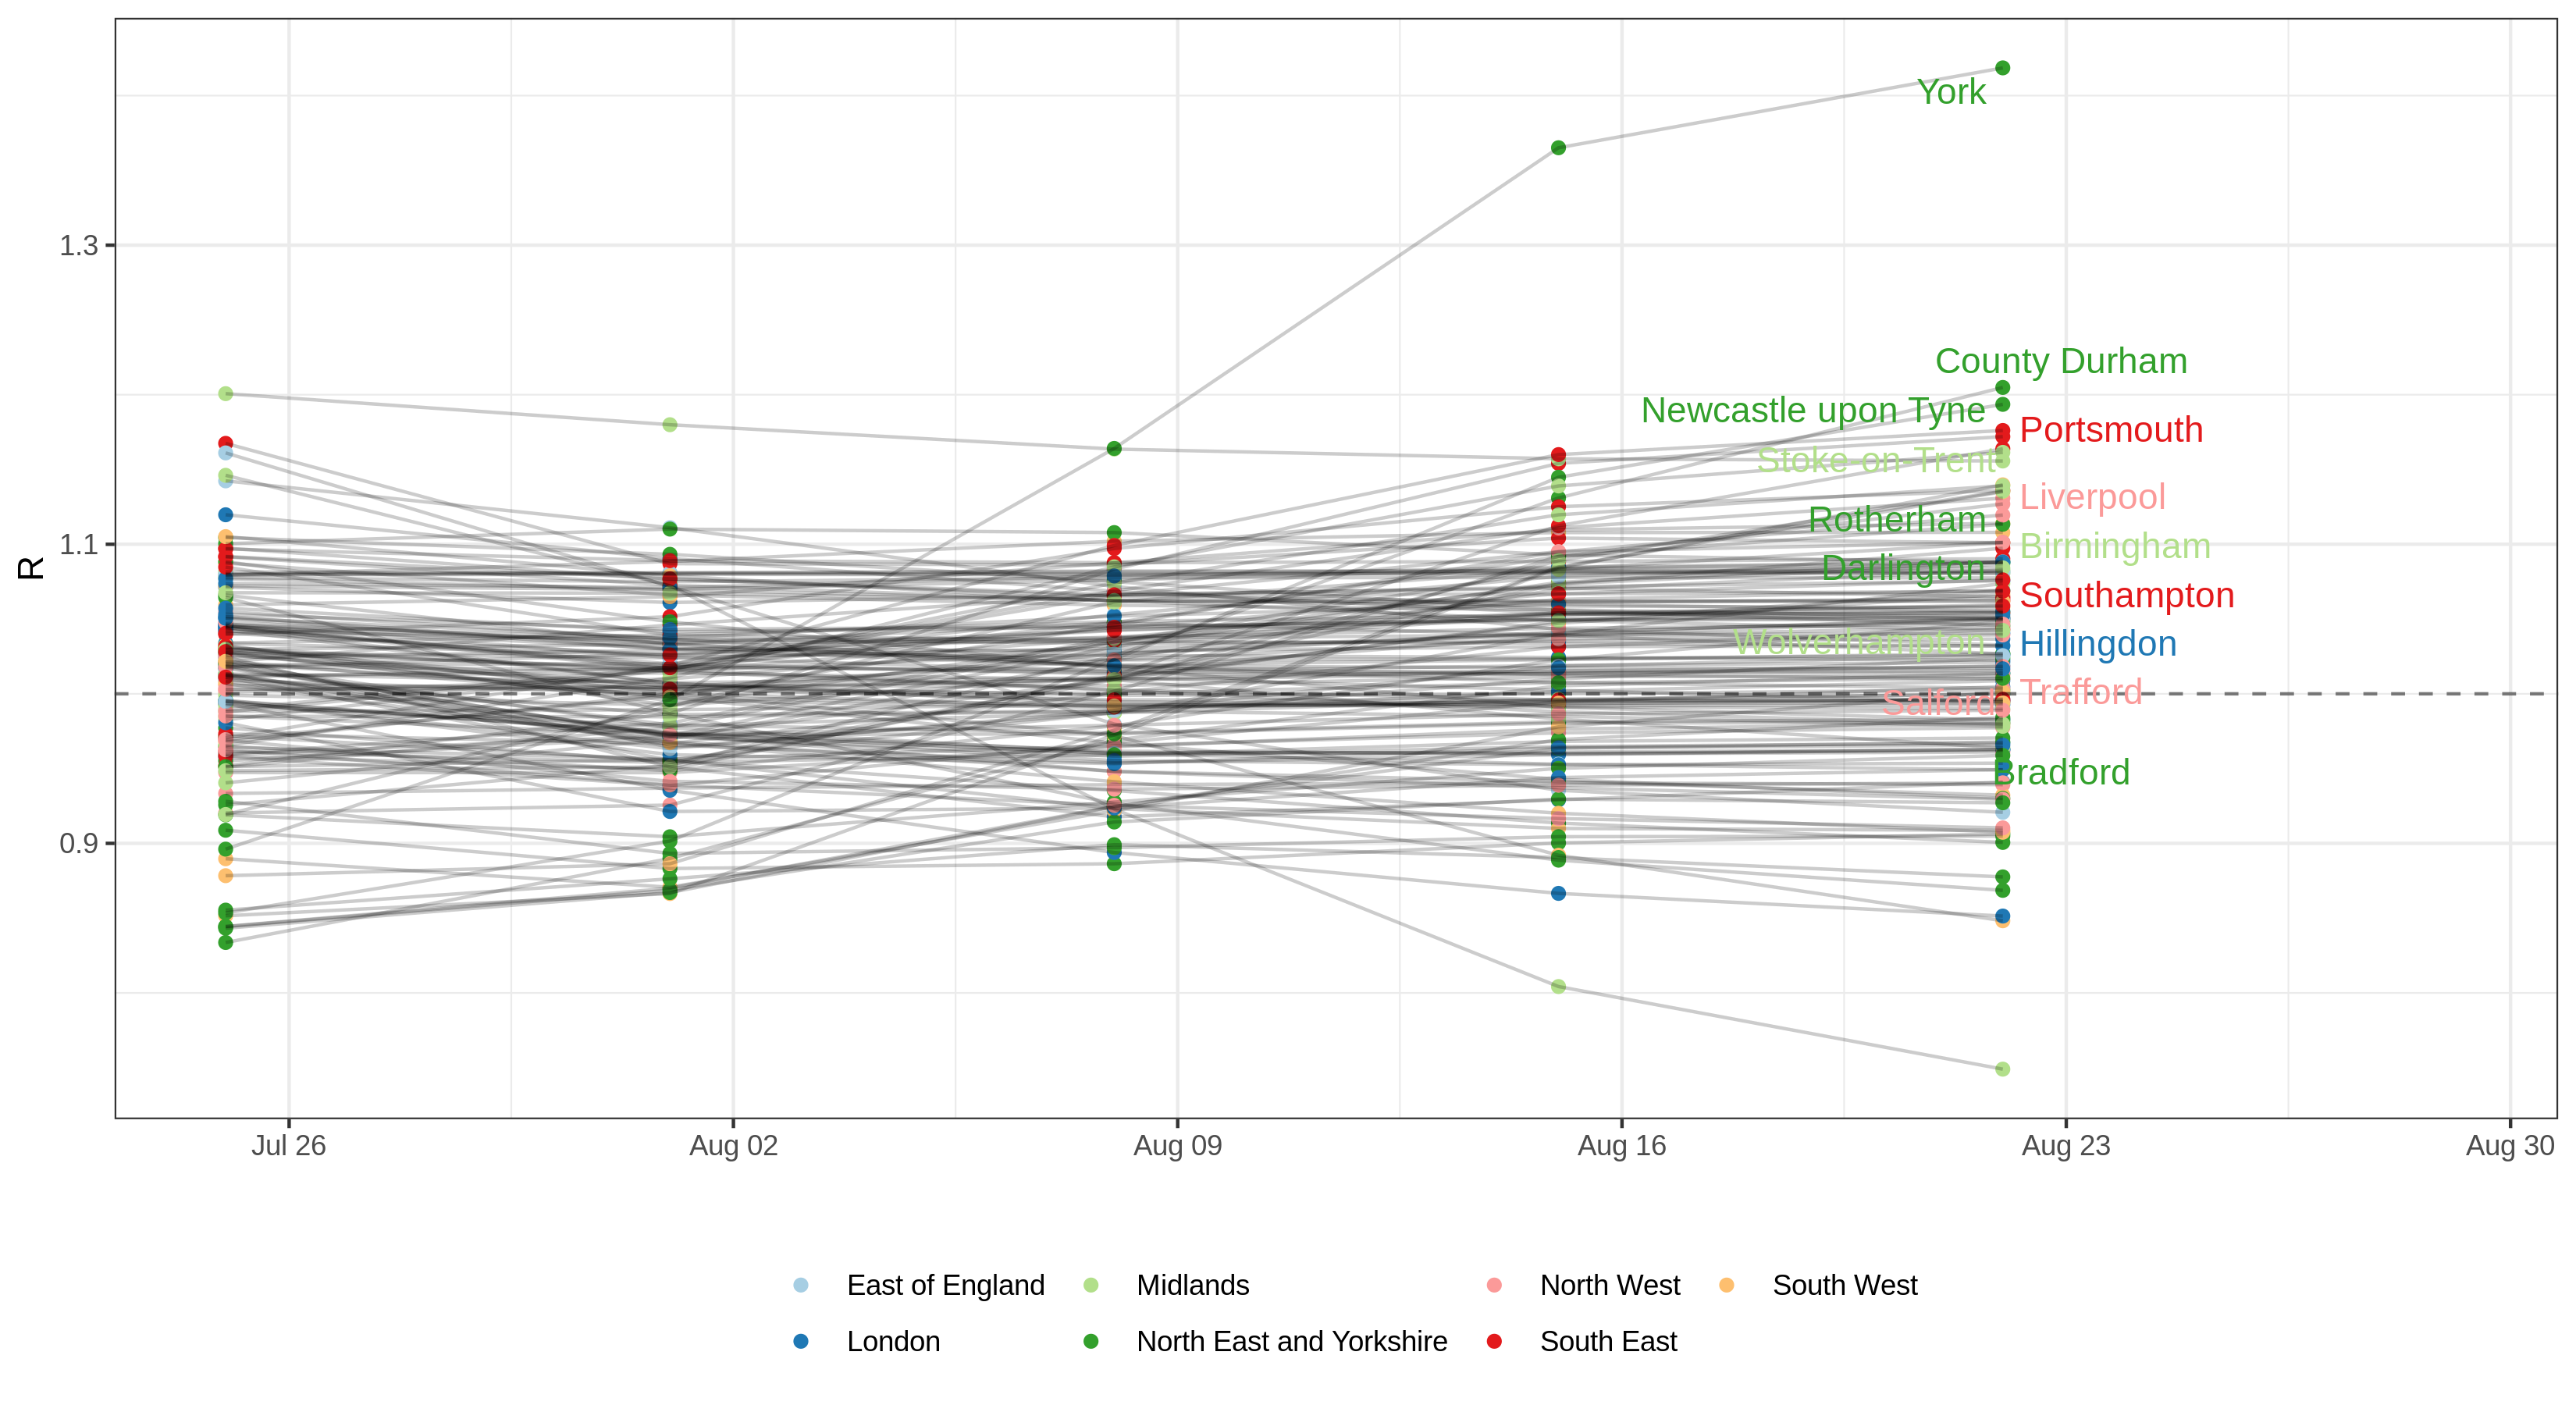 York
1.3
County Durham
Newcastle upon Tyne
Portsmouth
Stoke-on-Trent
Liverpool
Rotherham
1.1
Birmingham
R
Darlington
Southampton
Wolverhampton
Hillingdon
Trafford
Salford
Bradford
0.9
Jul 26 Aug 02 Aug 09 Aug 16 Aug 23 Aug 30
East of England Midlands North West South West
London North East and Yorkshire South East